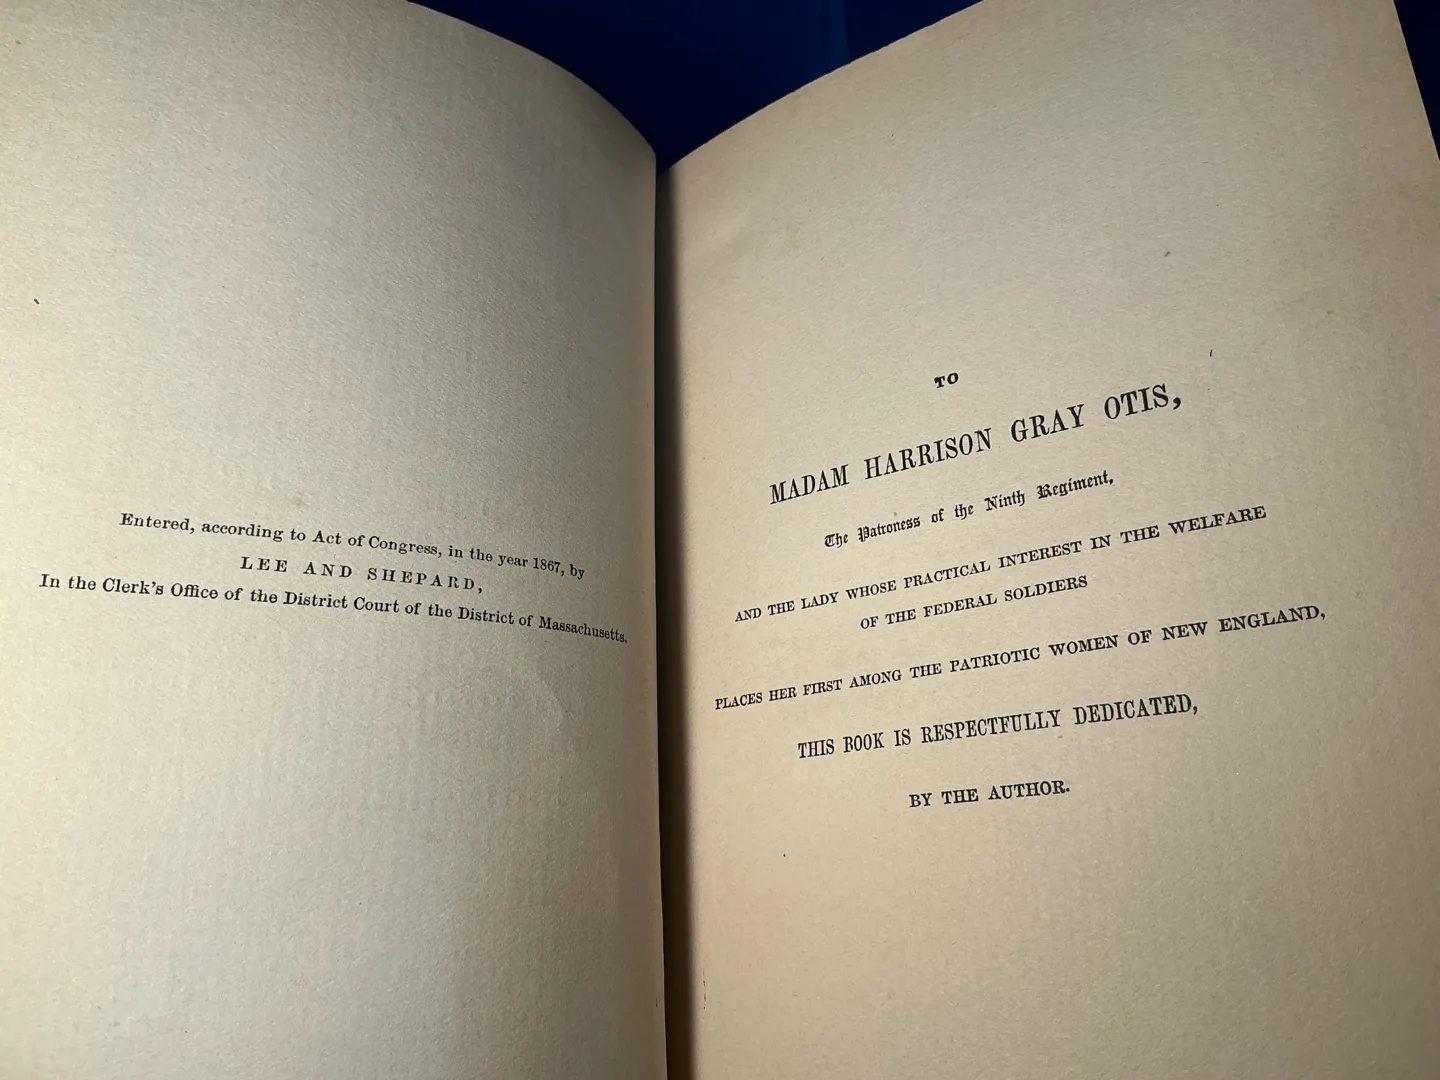 Entered, according to Act of Congress, in the year 1867, by
LEE AND SHEPARD,
In the Clerk's Office of the District Court of the District of Massachusetts.
TO
MADAM HARRISON GRAY OTIS,
The Patroness of the Ninth Regiment,
AND THE LADY WHOSE PRACTICAL INTEREST IN THE WELFARE
OF THE FEDERAL SOLDIERS
PLACES HER FIRST AMONG THE PATRIOTIC WOMEN OF NEW ENGLAND,
THIS BOOK IS RESPECTFULLY DEDICATED,
BY THE AUTHOR.